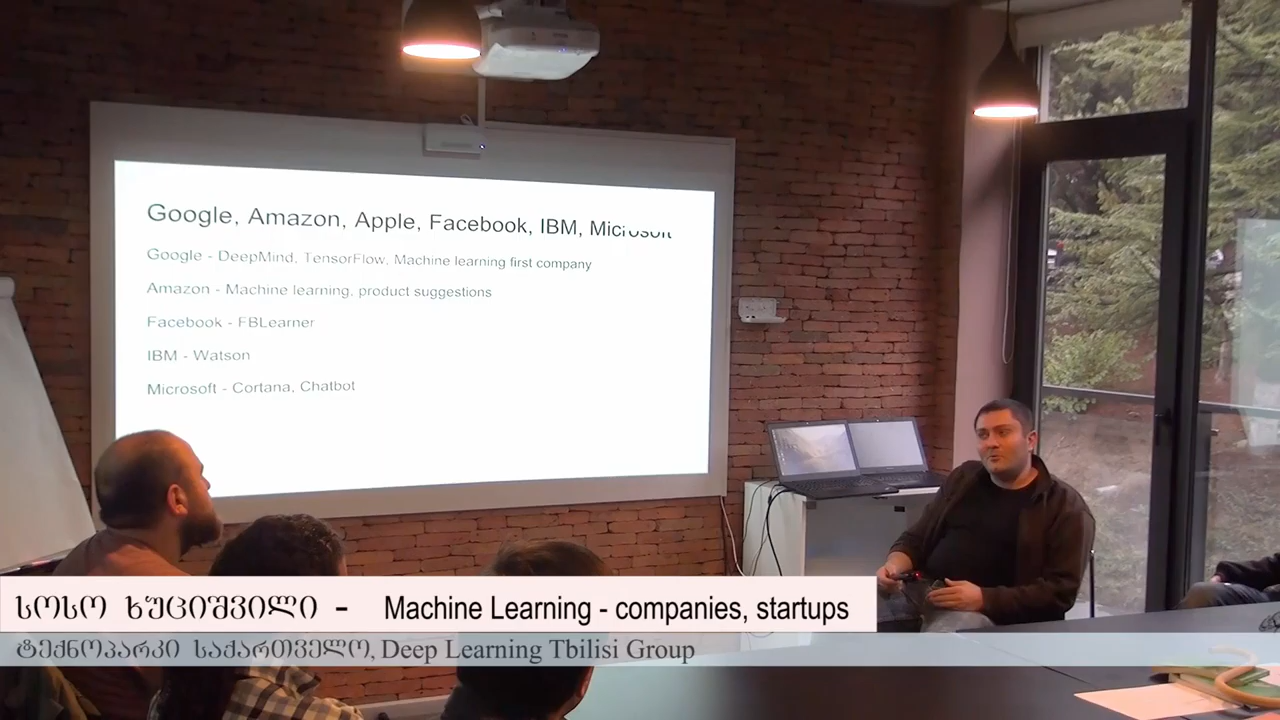 Google, Amazon, Apple, Facebook, IBM, Microsoft
Google - DeepMind, TensorFlow, Machine learning first company
Amazon - Machine learning, product suggestions
Facebook - FBLearner
IBM - Watson
Microsoft - Cortana, Chatbot
სოსო ხუციშვილი - Machine Learning - companies, startups
ტექნოპარკი საქართველო, Deep Learning Tbilisi Group